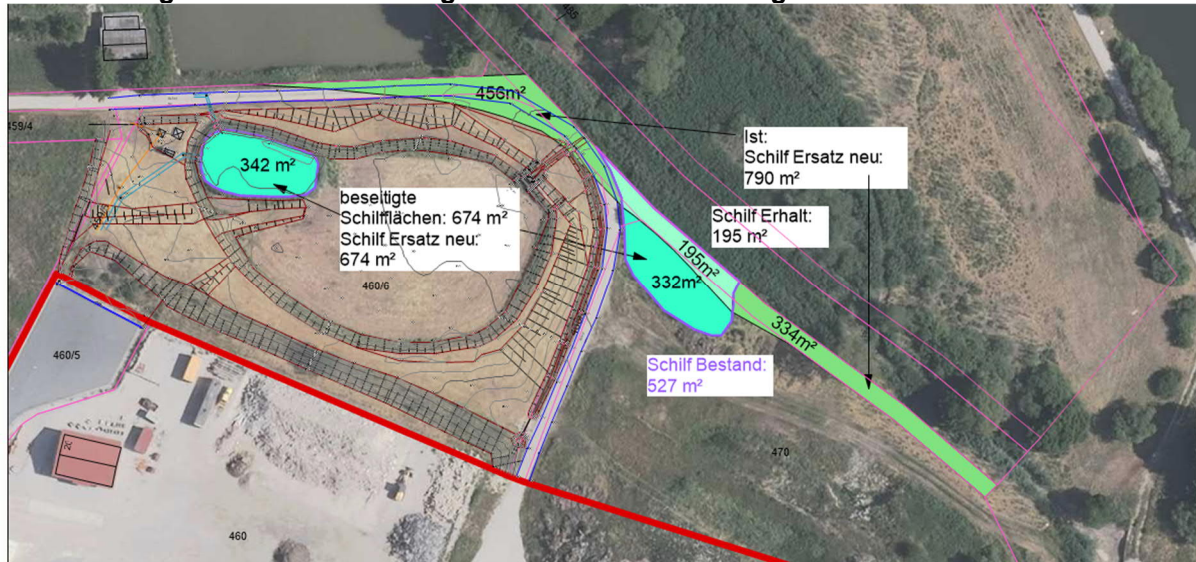 456m²
459/4
342 m²
Ist:
Schilf Ersatz neu:
790 m²
beseitigte
Schilfflächen: 674 m²
Schilf Ersatz neu:
674 m²
Schilf Erhalt:
195 m²
195m²
332m²
460/6
334m²
460/5
Schilf Bestand:
527 m²
470
460